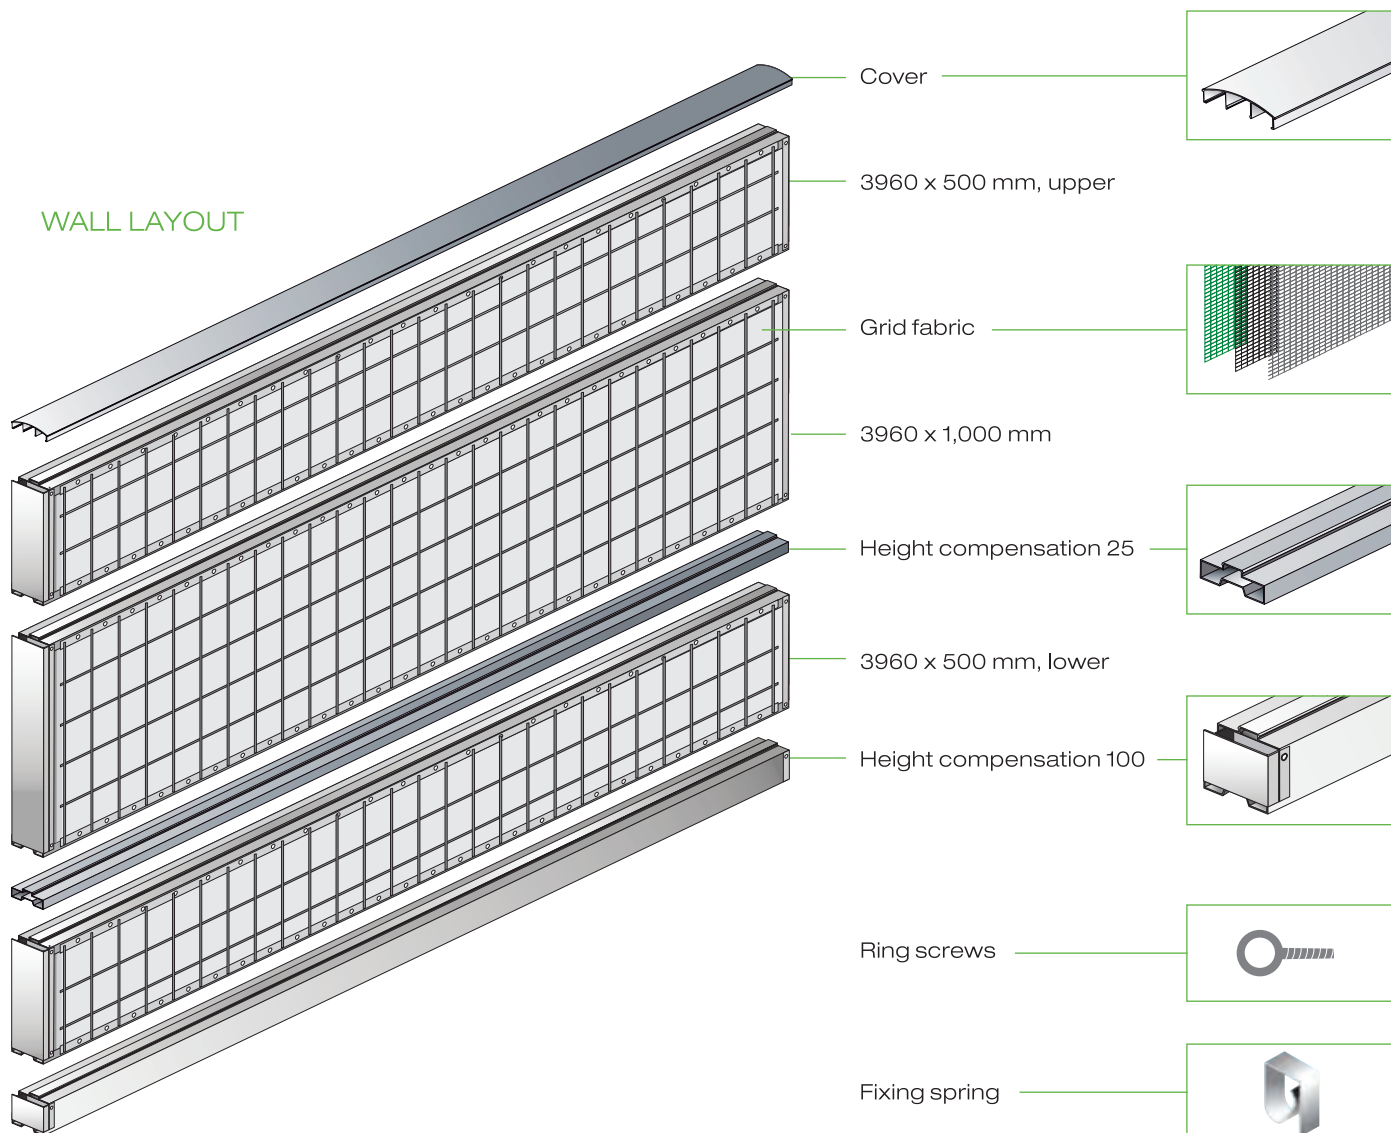 Cover
3960 x 500 mm, upper
WALL LAYOUT
Grid fabric
3960 x 1,000 mm
Height compensation 25
3960 x 500 mm, lower
Height compensation 100
Ring screws
Fixing spring